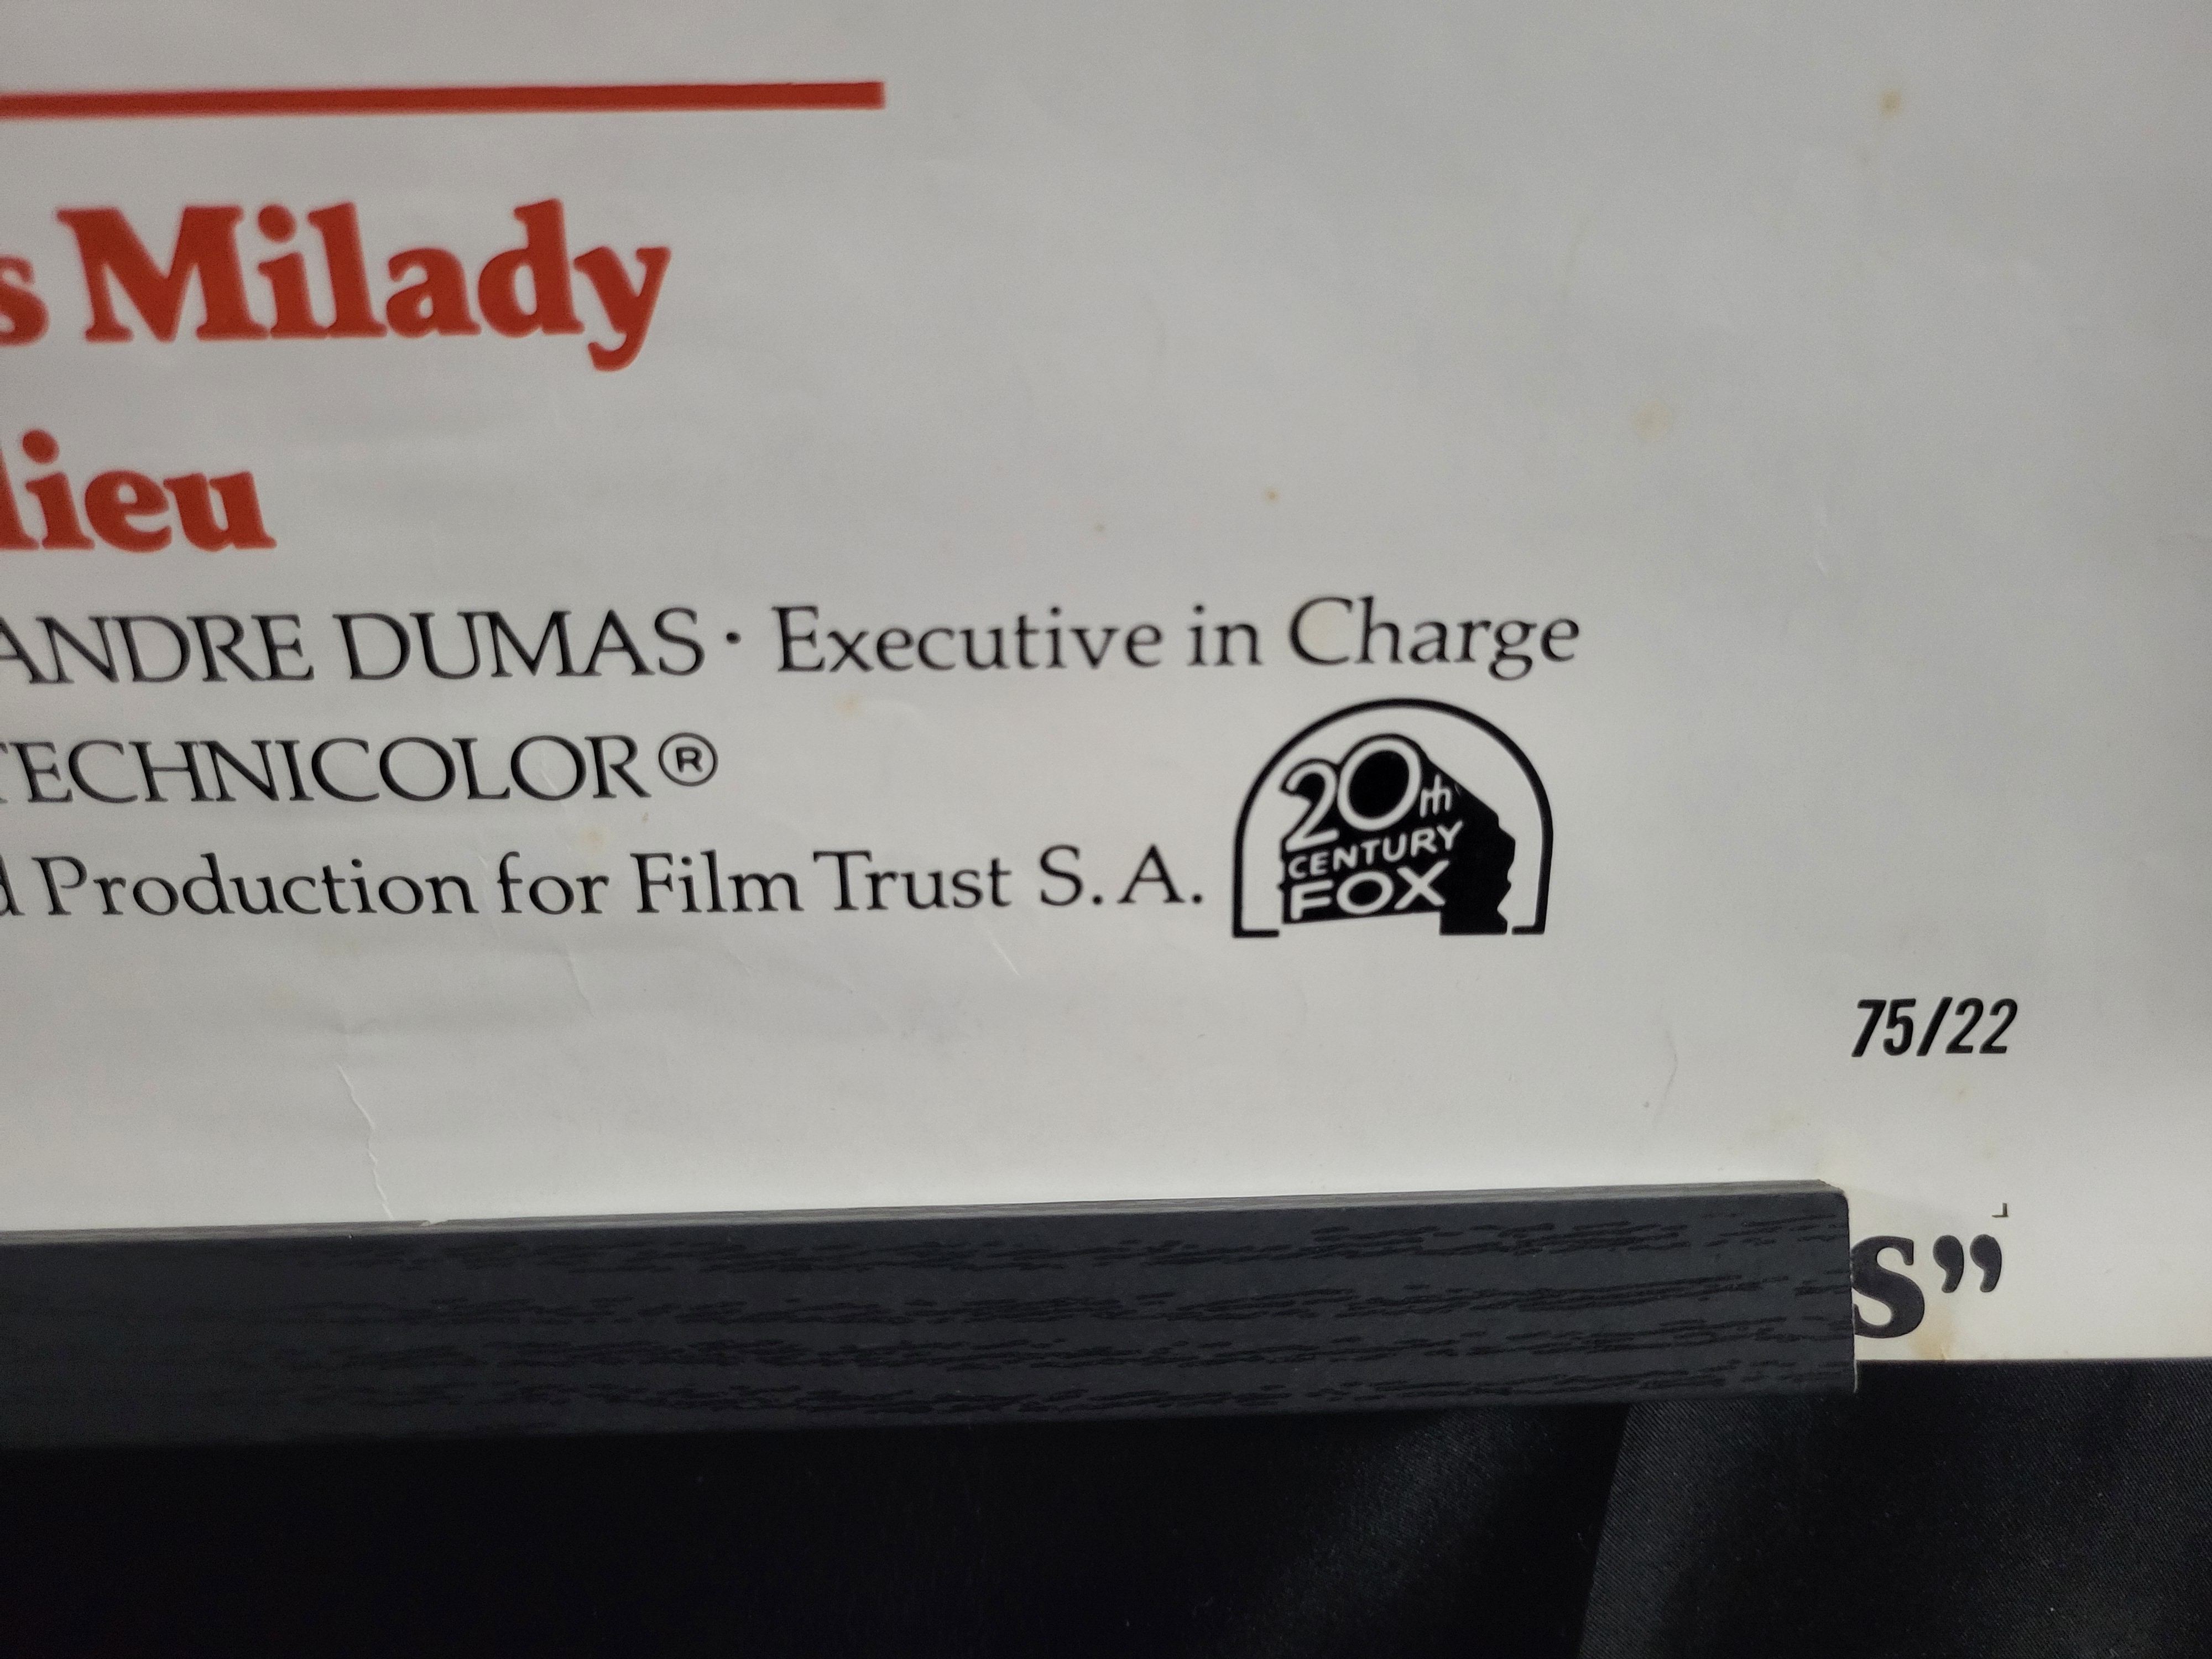 s Milady
lieu
ANDRE DUMAS · Executive in Charge
TECHNICOLOR®
d Production for Film Trust S.A.
20th
CENTURY
FOX
75/22
S”